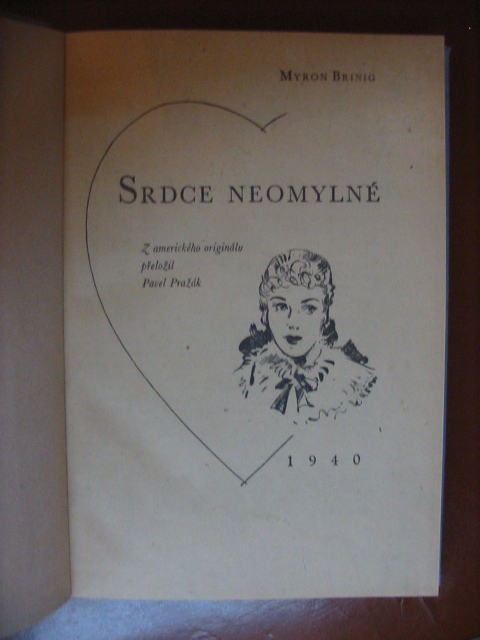 Myron Brinig
Srdce neomylné
Z amerického originálu
přeložil
Pavel Pražák
1940